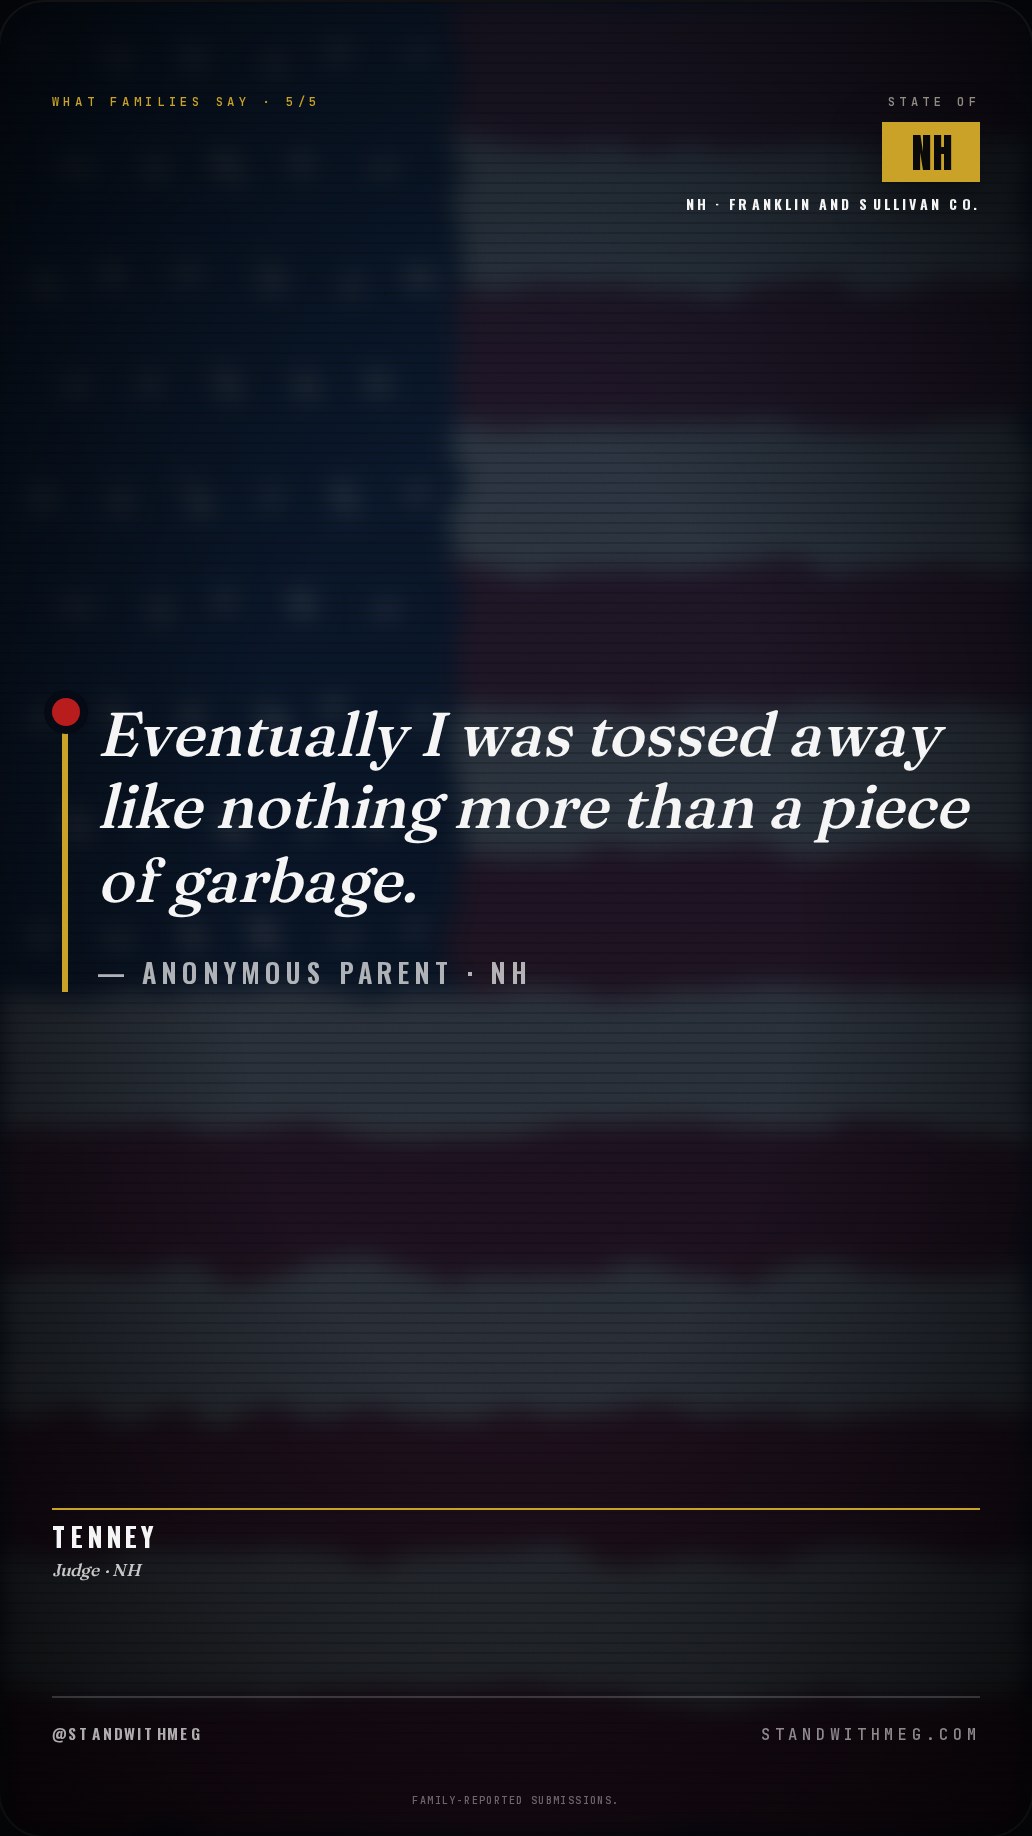 WHAT FAMILIES SAY · 5/5
STATE OF
NH
NH · FRANKLIN AND SULLIVAN CO.
Eventually I was tossed away
like nothing more than a piece
of garbage.
— ANONYMOUS PARENT · NH
TENNEY
Judge · NH
@STANDWITHMEG
STANDWITHMEG.COM
FAMILY-REPORTED SUBMISSIONS.